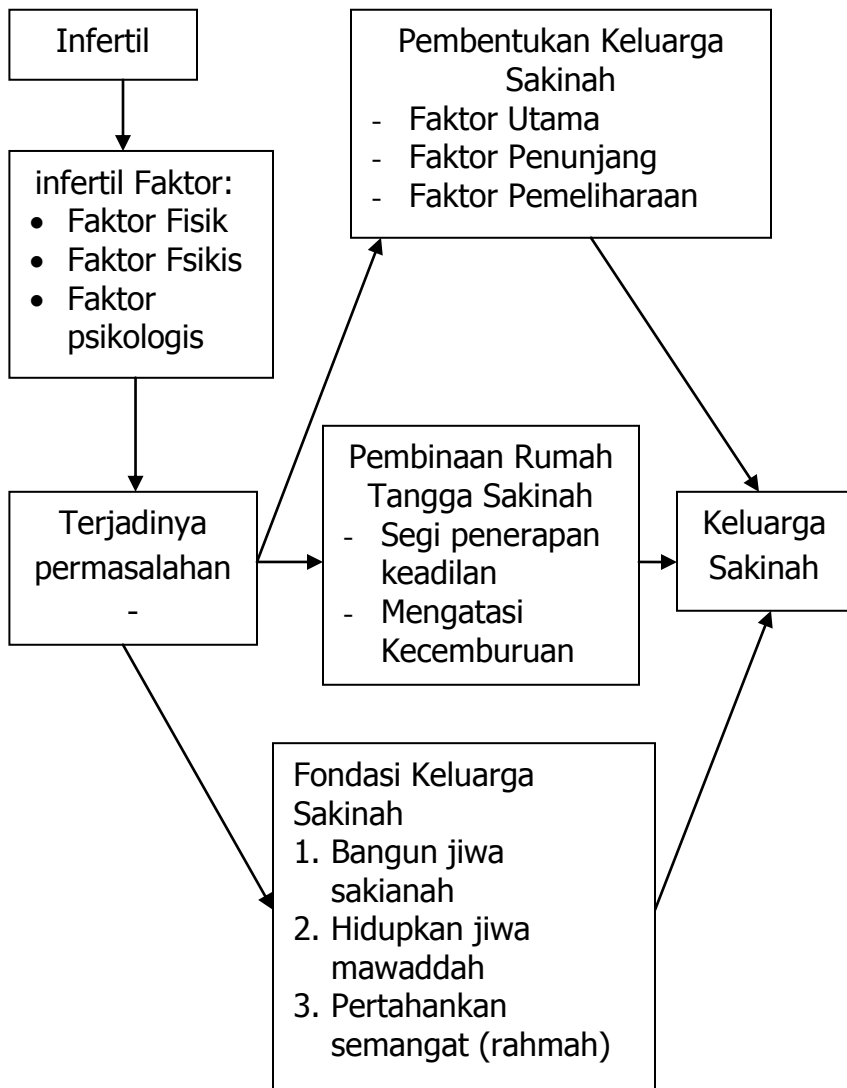 Infertil
infertil Faktor:
• Faktor Fisik
• Faktor Fsikis
• Faktor
psikologis
Terjadinya
permasalahan
-
Pembentukan Keluarga
Sakinah
- Faktor Utama
- Faktor Penunjang
- Faktor Pemeliharaan
Pembinaan Rumah
Tangga Sakinah
- Segi penerapan
keadilan
- Mengatasi
Kecemburuan
Fondasi Keluarga
Sakinah
1. Bangun jiwa
sakianah
2. Hidupkan jiwa
mawaddah
3. Pertahankan
semangat (rahmah)
Keluarga
Sakinah